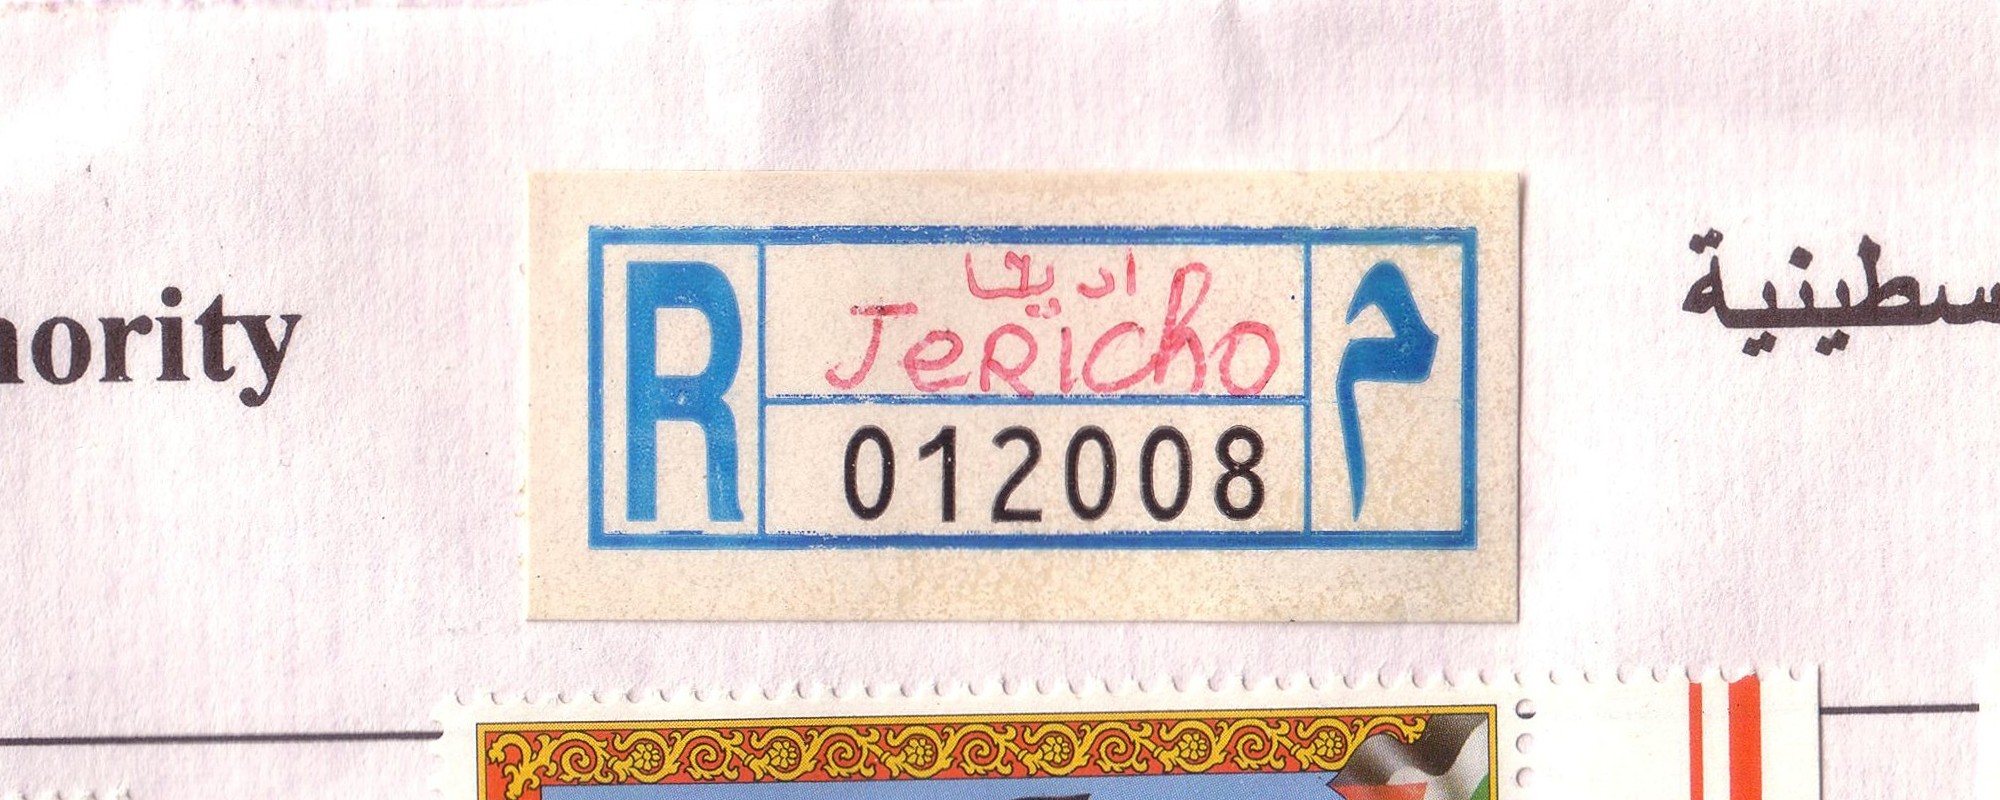 hority
سطينية
R
اريحا
Jericho
012008
م